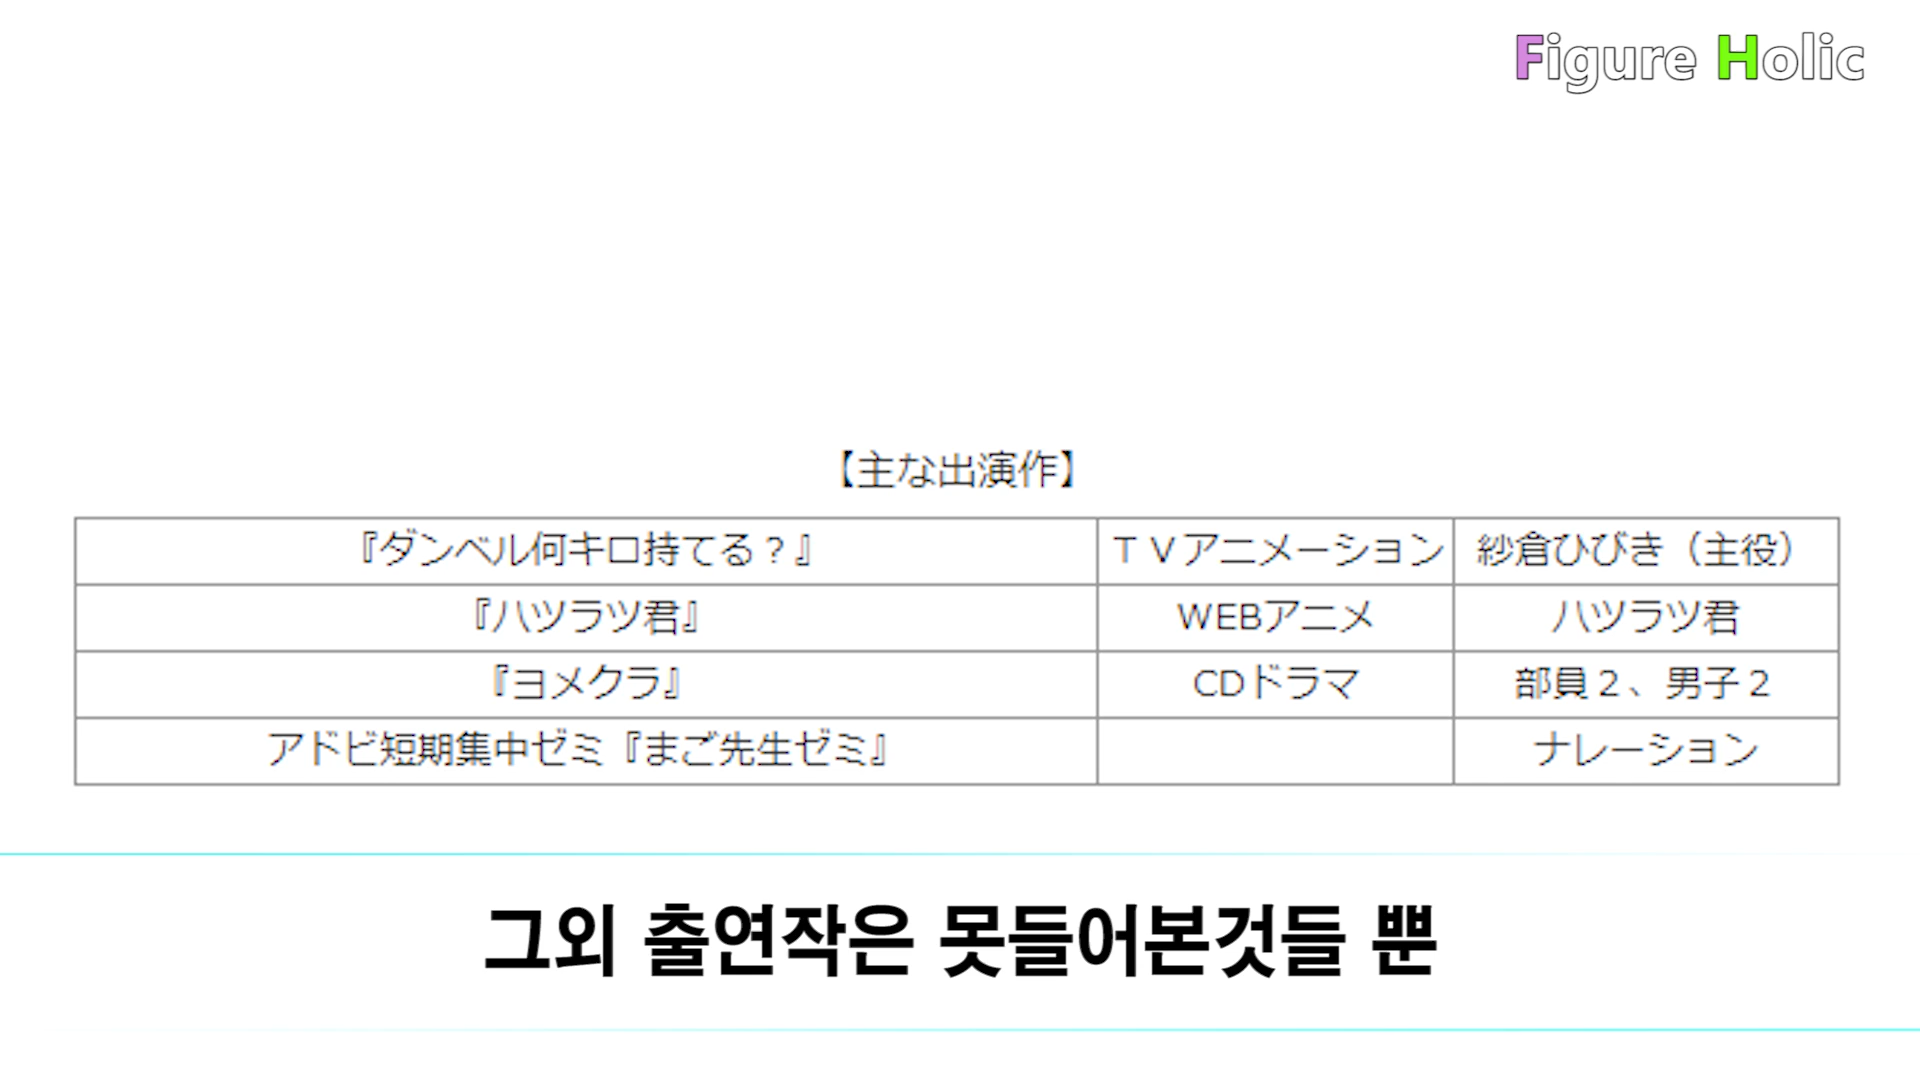 Figure Holic
【主な出演作】
『ダンベル何キロ持てる？』 ＴＶアニメーション 紗倉ひびき（主役）
『ハツラツ君』 WEBアニメ ハツラツ君
『ヨメクラ』 CDドラマ 部員２、男子２
アドビ短期集中ゼミ『まご先生ゼミ』 ナレーション
그외 출연작은 못들어본것들 뿐